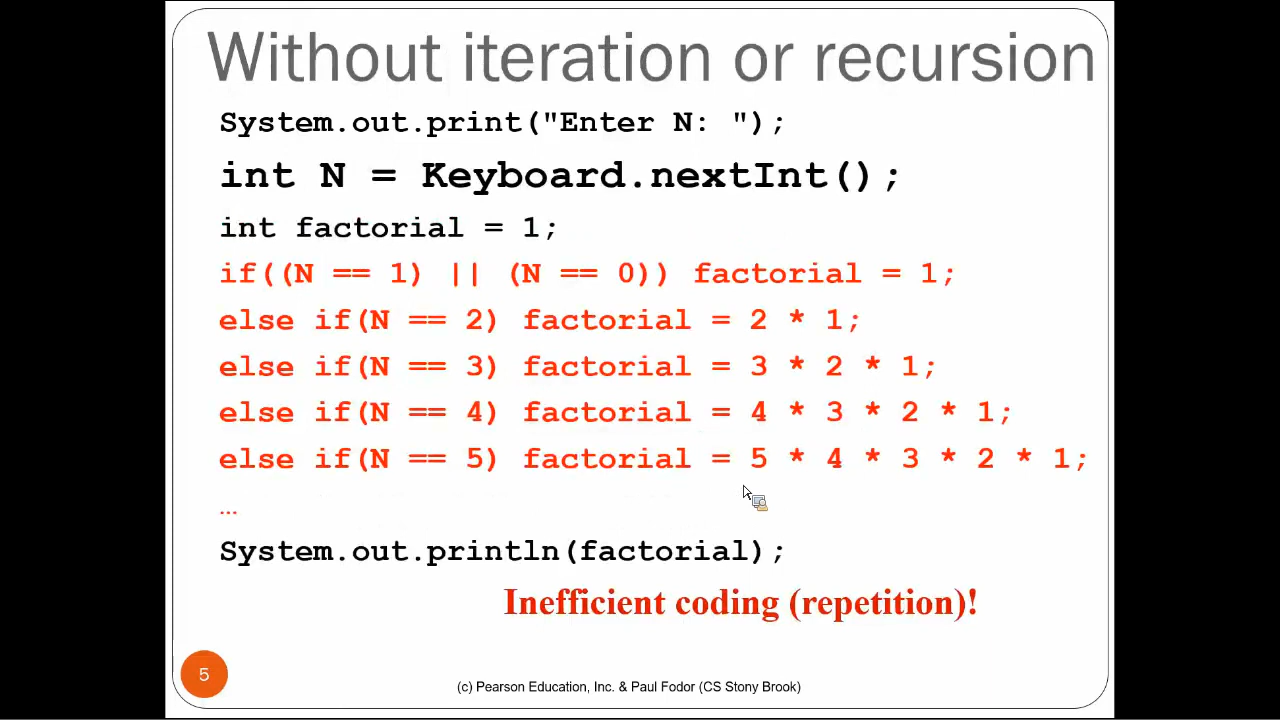 Without iteration or recursion
System.out.print("Enter N: ");
int N = Keyboard.nextInt();
int factorial = 1;
if((N == 1) || (N == 0)) factorial = 1;
else if(N == 2) factorial = 2 * 1;
else if(N == 3) factorial = 3 * 2 * 1;
else if(N == 4) factorial = 4 * 3 * 2 * 1;
else if(N == 5) factorial = 5 * 4 * 3 * 2 * 1;
…
System.out.println(factorial);
Inefficient coding (repetition)!
5
(c) Pearson Education, Inc. & Paul Fodor (CS Stony Brook)